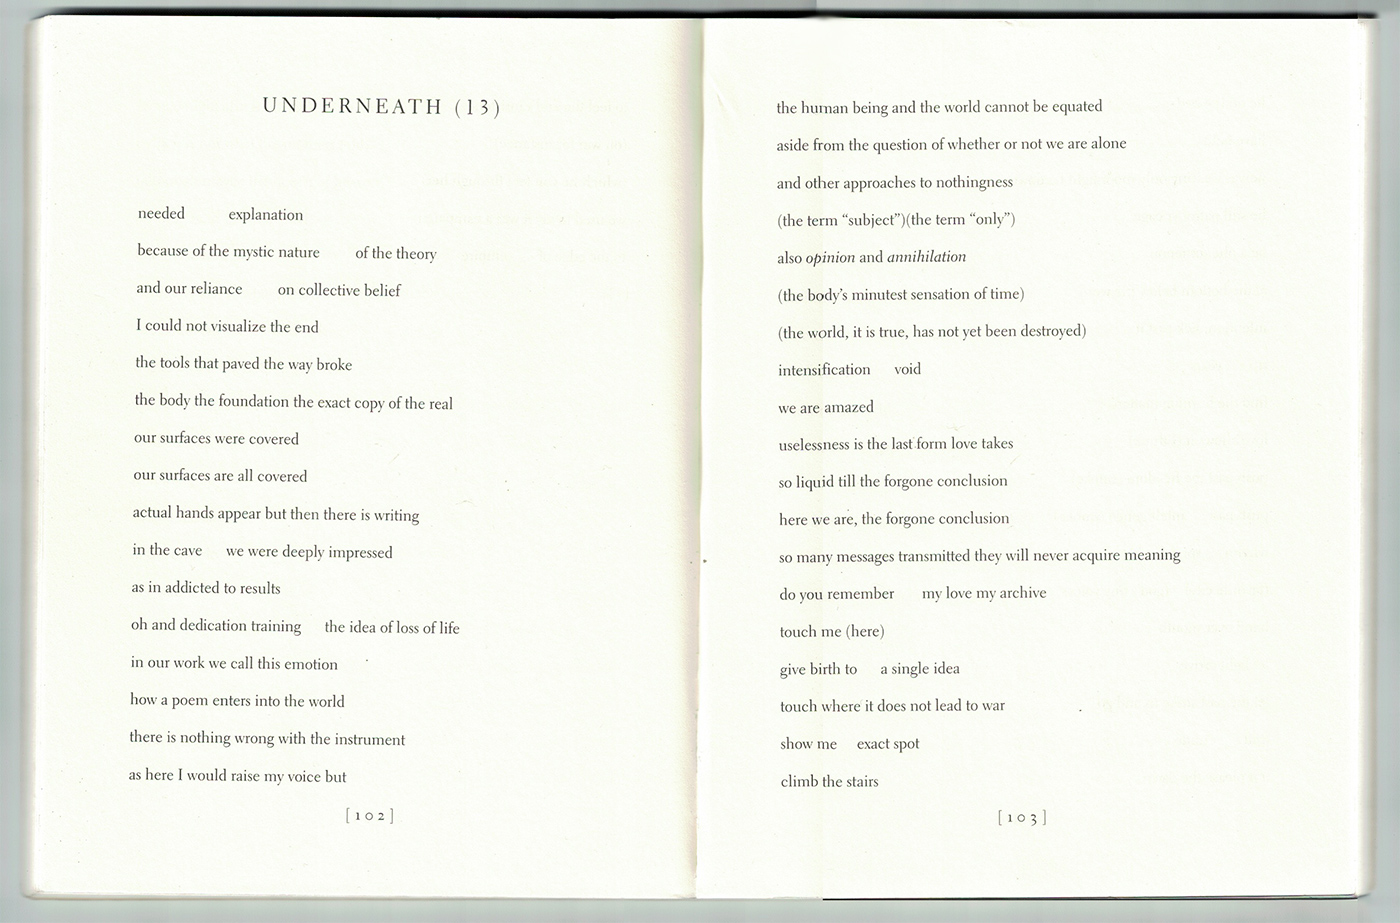 UNDERNEATH (13)
needed explanation
because of the mystic nature of the theory
and our reliance on collective belief
I could not visualize the end
the tools that paved the way broke
the body the foundation the exact copy of the real
our surfaces were covered
our surfaces are all covered
actual hands appear but then there is writing
in the cave we were deeply impressed
as in addicted to results
oh and dedication training the idea of loss of life
in our work we call this emotion
how a poem enters into the world
there is nothing wrong with the instrument
as here I would raise my voice but
[102]
the human being and the world cannot be equated
aside from the question of whether or not we are alone
and other approaches to nothingness
(the term “subject”)(the term “only”)
also opinion and annihilation
(the body’s minutest sensation of time)
(the world, it is true, has not yet been destroyed)
intensification void
we are amazed
uselessness is the last form love takes
so liquid till the forgone conclusion
here we are, the forgone conclusion
so many messages transmitted they will never acquire meaning
do you remember my love my archive
touch me (here)
give birth to a single idea
touch where it does not lead to war
show me exact spot
climb the stairs
[103]